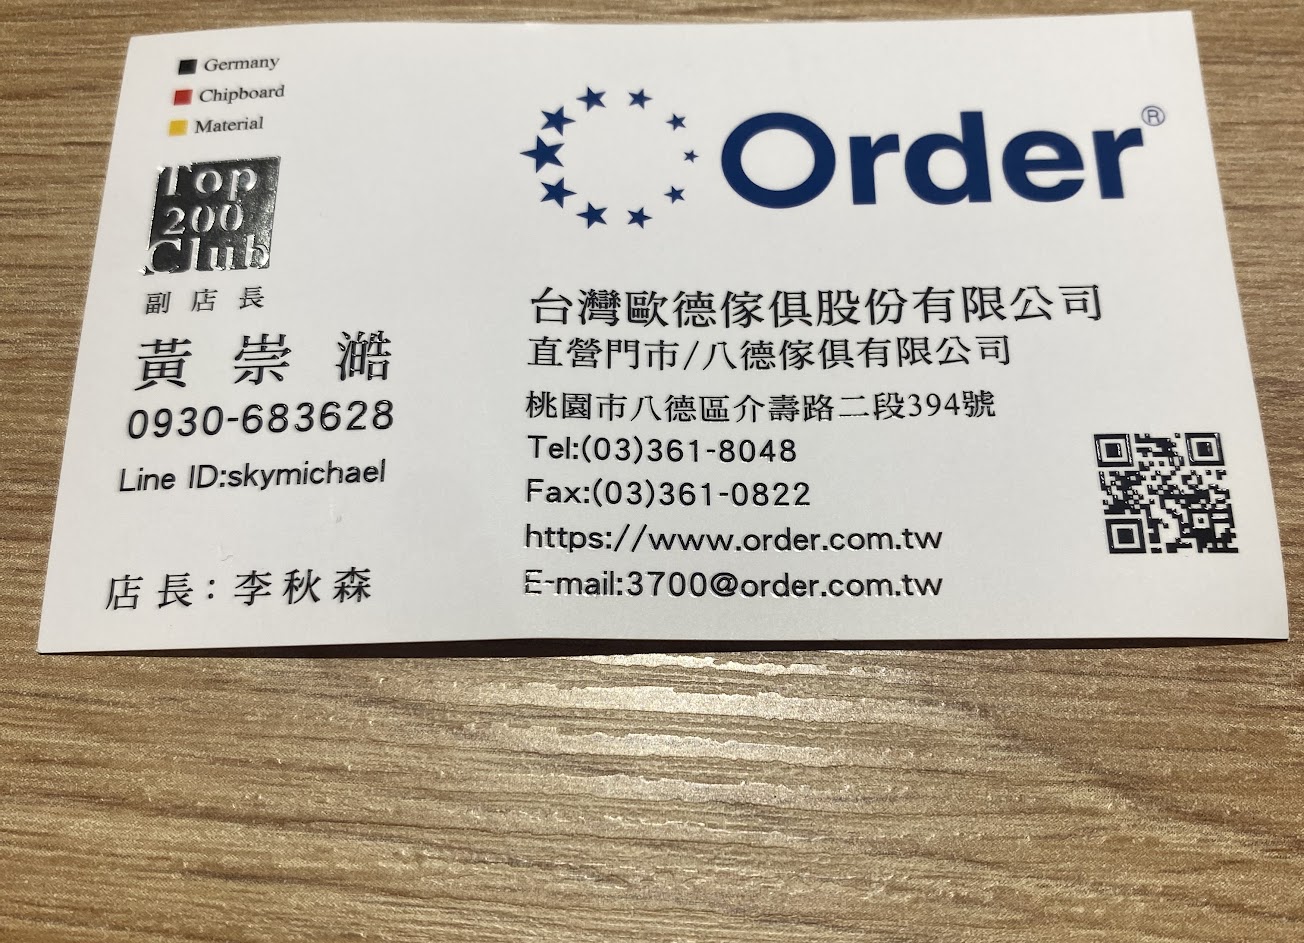 Germany
Chipboard
Material
Top
200
Club
副店長
黃崇澔
0930-683628
Line ID:skymichael
店長：李秋森
Order®
台灣歐德傢俱股份有限公司
直營門市/八德傢俱有限公司
桃園市八德區介壽路二段394號
Tel:(03)361-8048
Fax:(03)361-0822
https://www.order.com.tw
E-mail:3700@order.com.tw